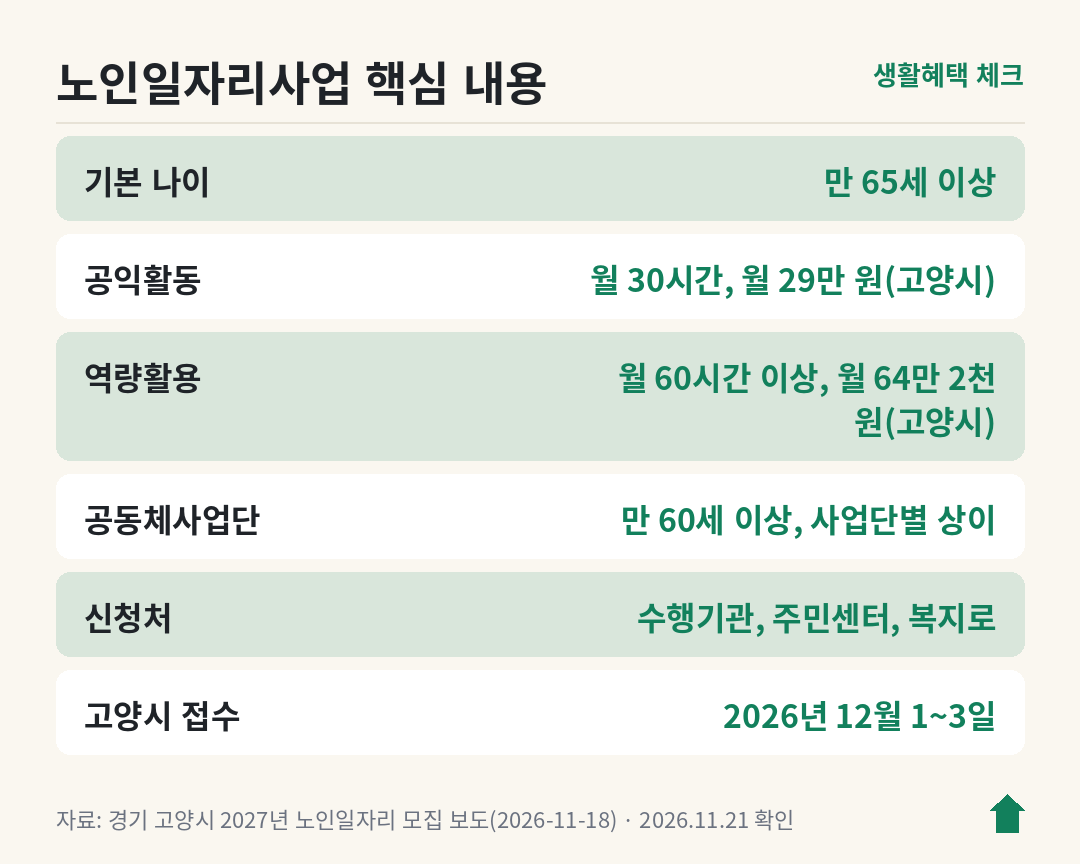 노인일자리사업 핵심 내용
생활혜택 체크
기본 나이
만 65세 이상
공익활동
월 30시간, 월 29만 원(고양시)
역량활용
월 60시간 이상, 월 64만 2천
원(고양시)
공동체사업단
만 60세 이상, 사업단별 상이
신청처
수행기관, 주민센터, 복지로
고양시 접수
2026년 12월 1~3일
자료: 경기 고양시 2027년 노인일자리 모집 보도(2026-11-18) · 2026.11.21 확인